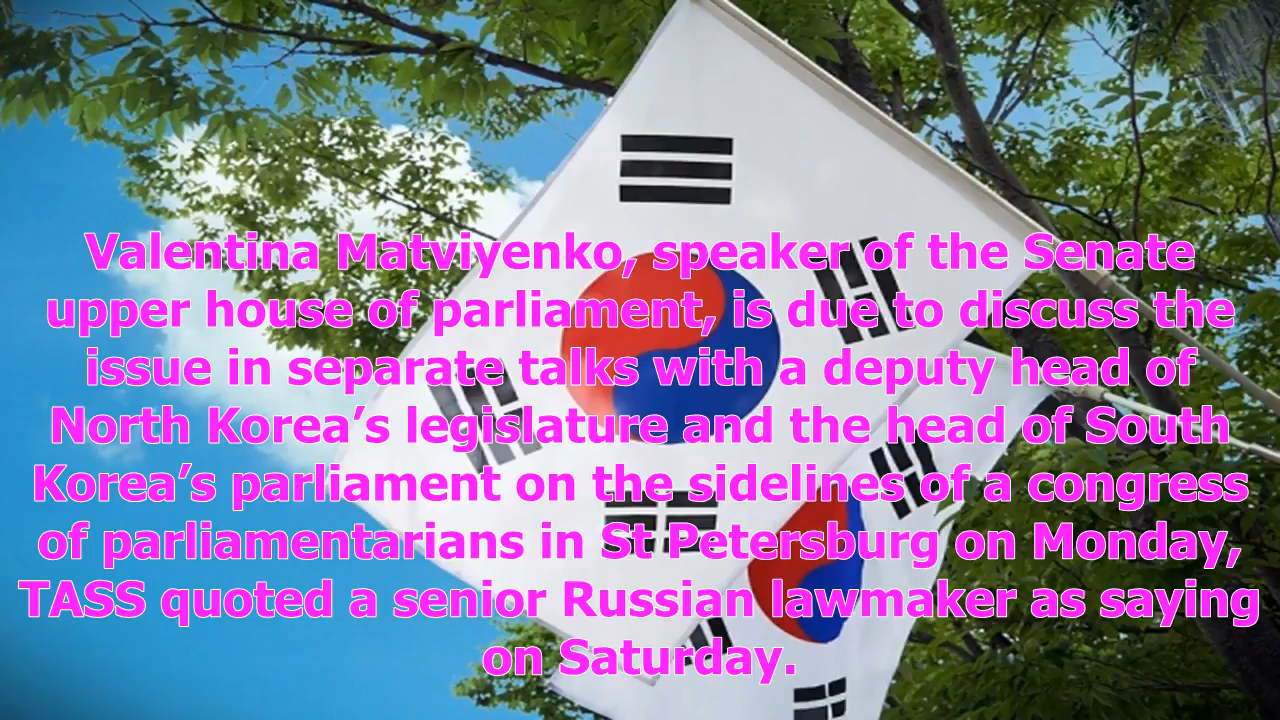 Valentina Matviyenko, speaker of the Senate
upper house of parliament, is due to discuss the
issue in separate talks with a deputy head of
North Korea’s legislature and the head of South
Korea’s parliament on the sidelines of a congress
of parliamentarians in St Petersburg on Monday,
TASS quoted a senior Russian lawmaker as saying
on Saturday.